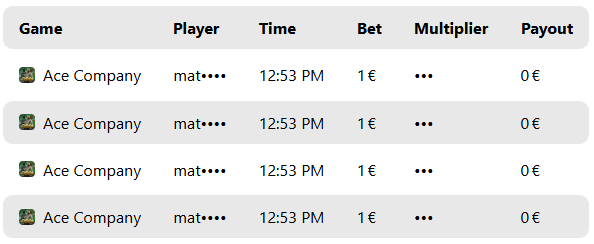 Game Player Time Bet Multiplier Payout
Ace Company mat•••• 12:53 PM 1 € ••• 0 €
Ace Company mat•••• 12:53 PM 1 € ••• 0 €
Ace Company mat•••• 12:53 PM 1 € ••• 0 €
Ace Company mat•••• 12:53 PM 1 € ••• 0 €